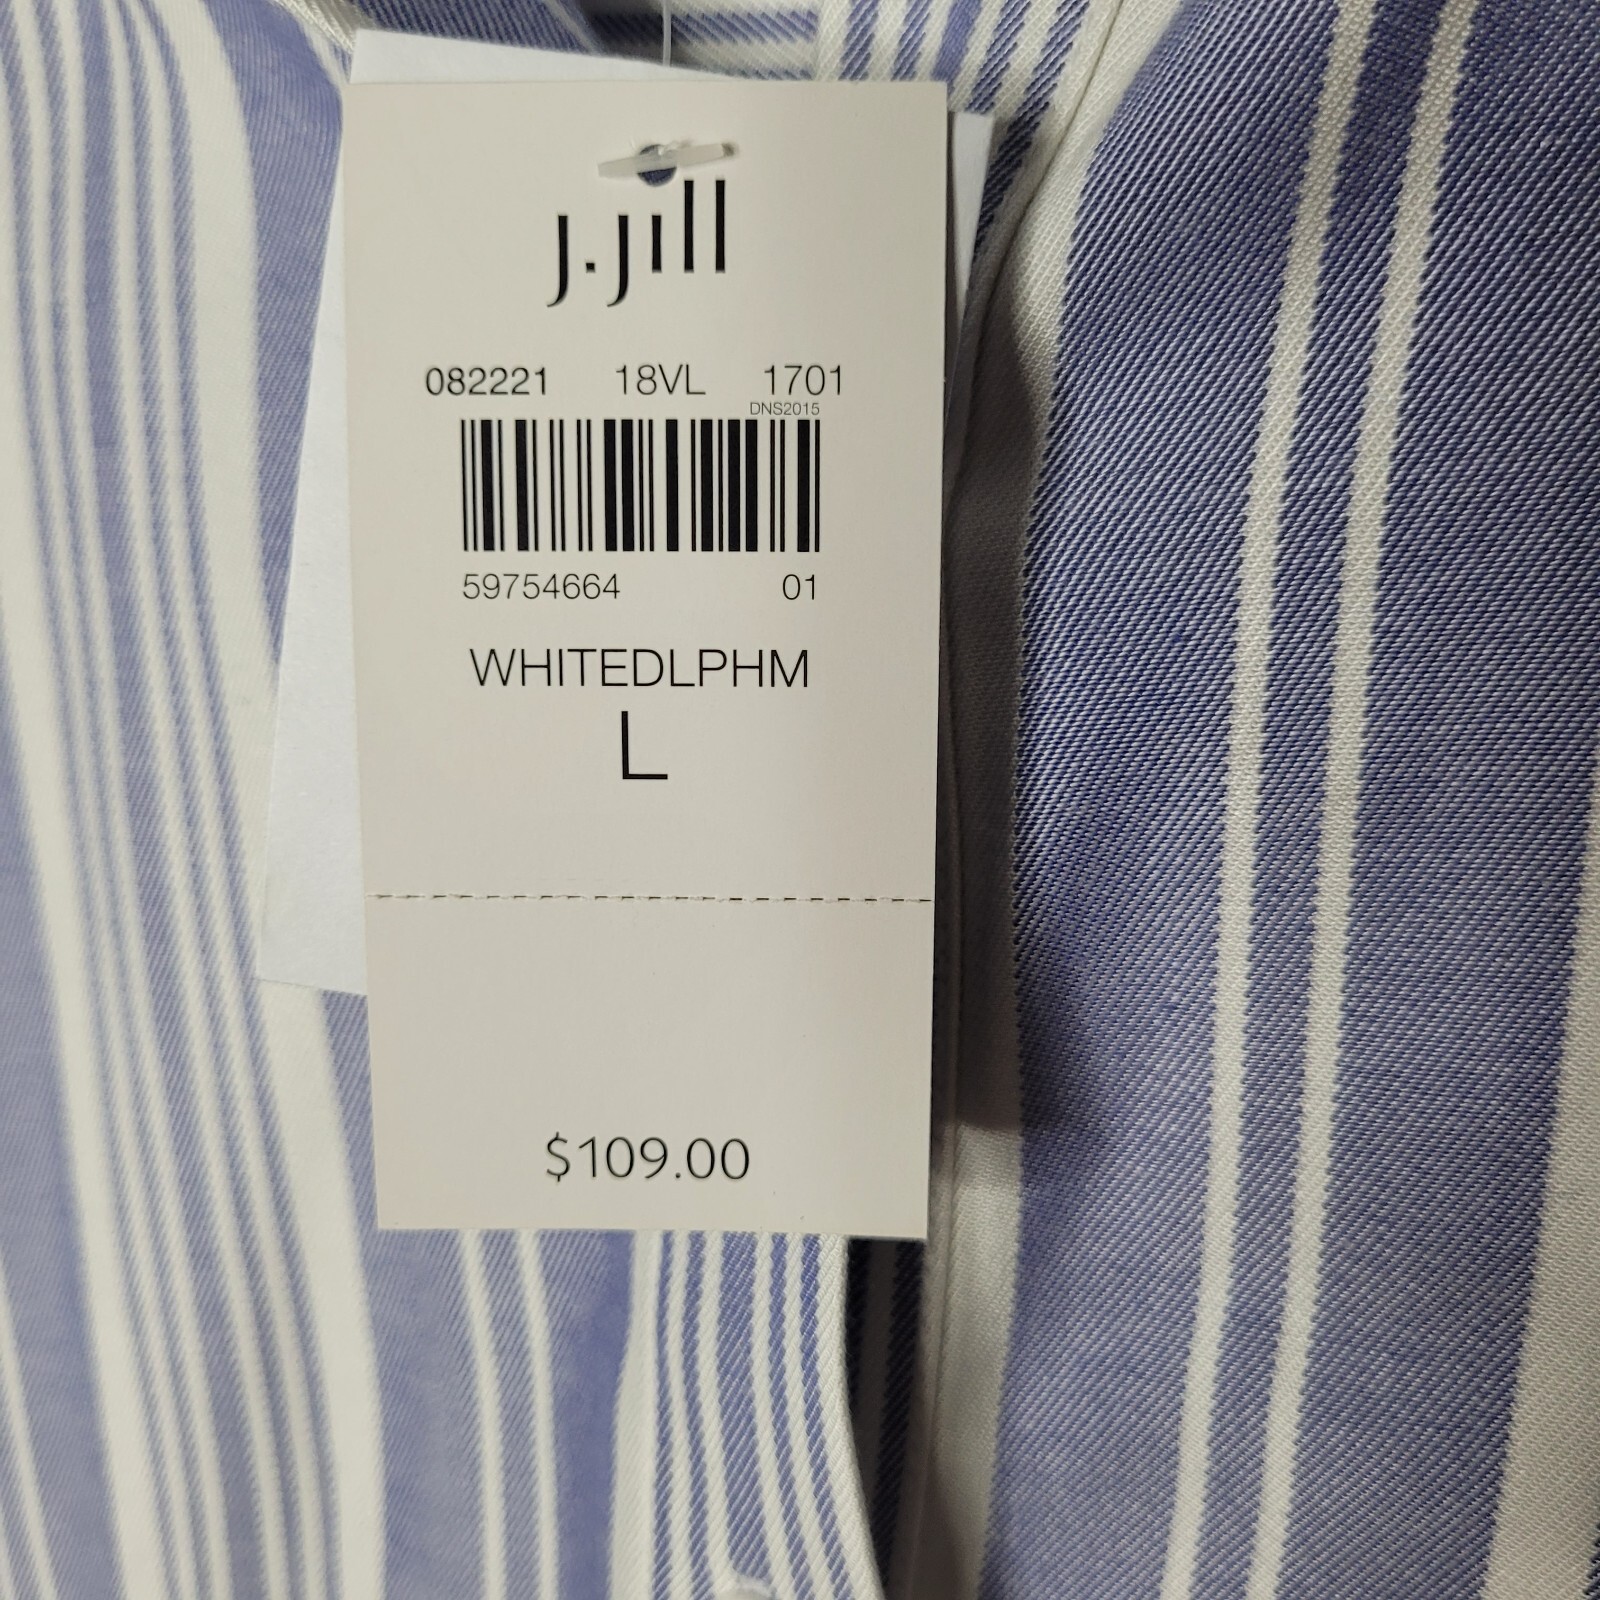 J.Jill
082221 18VL 1701
DNS2015
59754664 01
WHITEDLPHM
L
$109.00